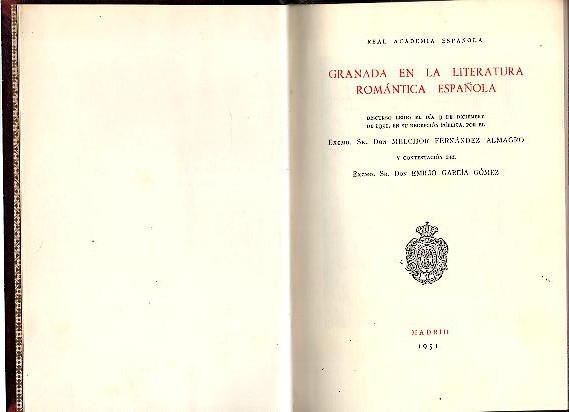 REAL ACADEMIA ESPAÑOLA
GRANADA EN LA LITERATURA
ROMÁNTICA ESPAÑOLA
DISCURSO LEÍDO EL DÍA 9 DE DICIEMBRE
DE 1951, EN SU RECEPCIÓN PÚBLICA, POR EL
EXCMO. SR. DON MELCHOR FERNÁNDEZ ALMAGRO
Y CONTESTACIÓN DEL
EXCMO. SR. DON EMILIO GARCÍA GÓMEZ
MADRID
1951